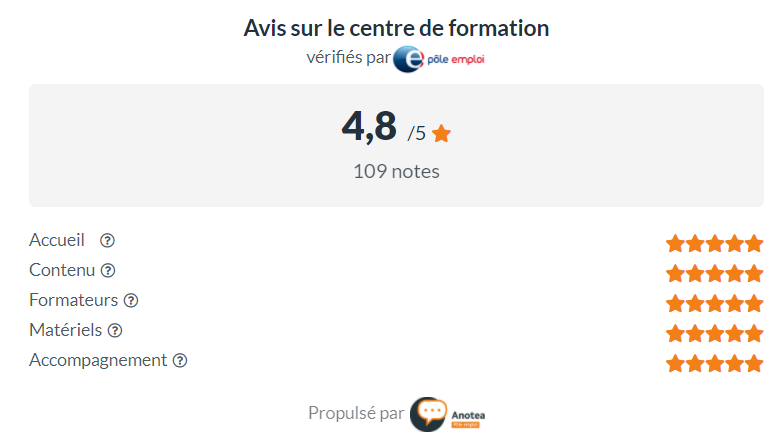 Avis sur le centre de formation
vérifiés par pôle emploi
4,8 /5
109 notes
Accueil ?
Contenu ?
Formateurs ?
Matériels ?
Accompagnement ?
Propulsé par Anotea
Pôle emploi